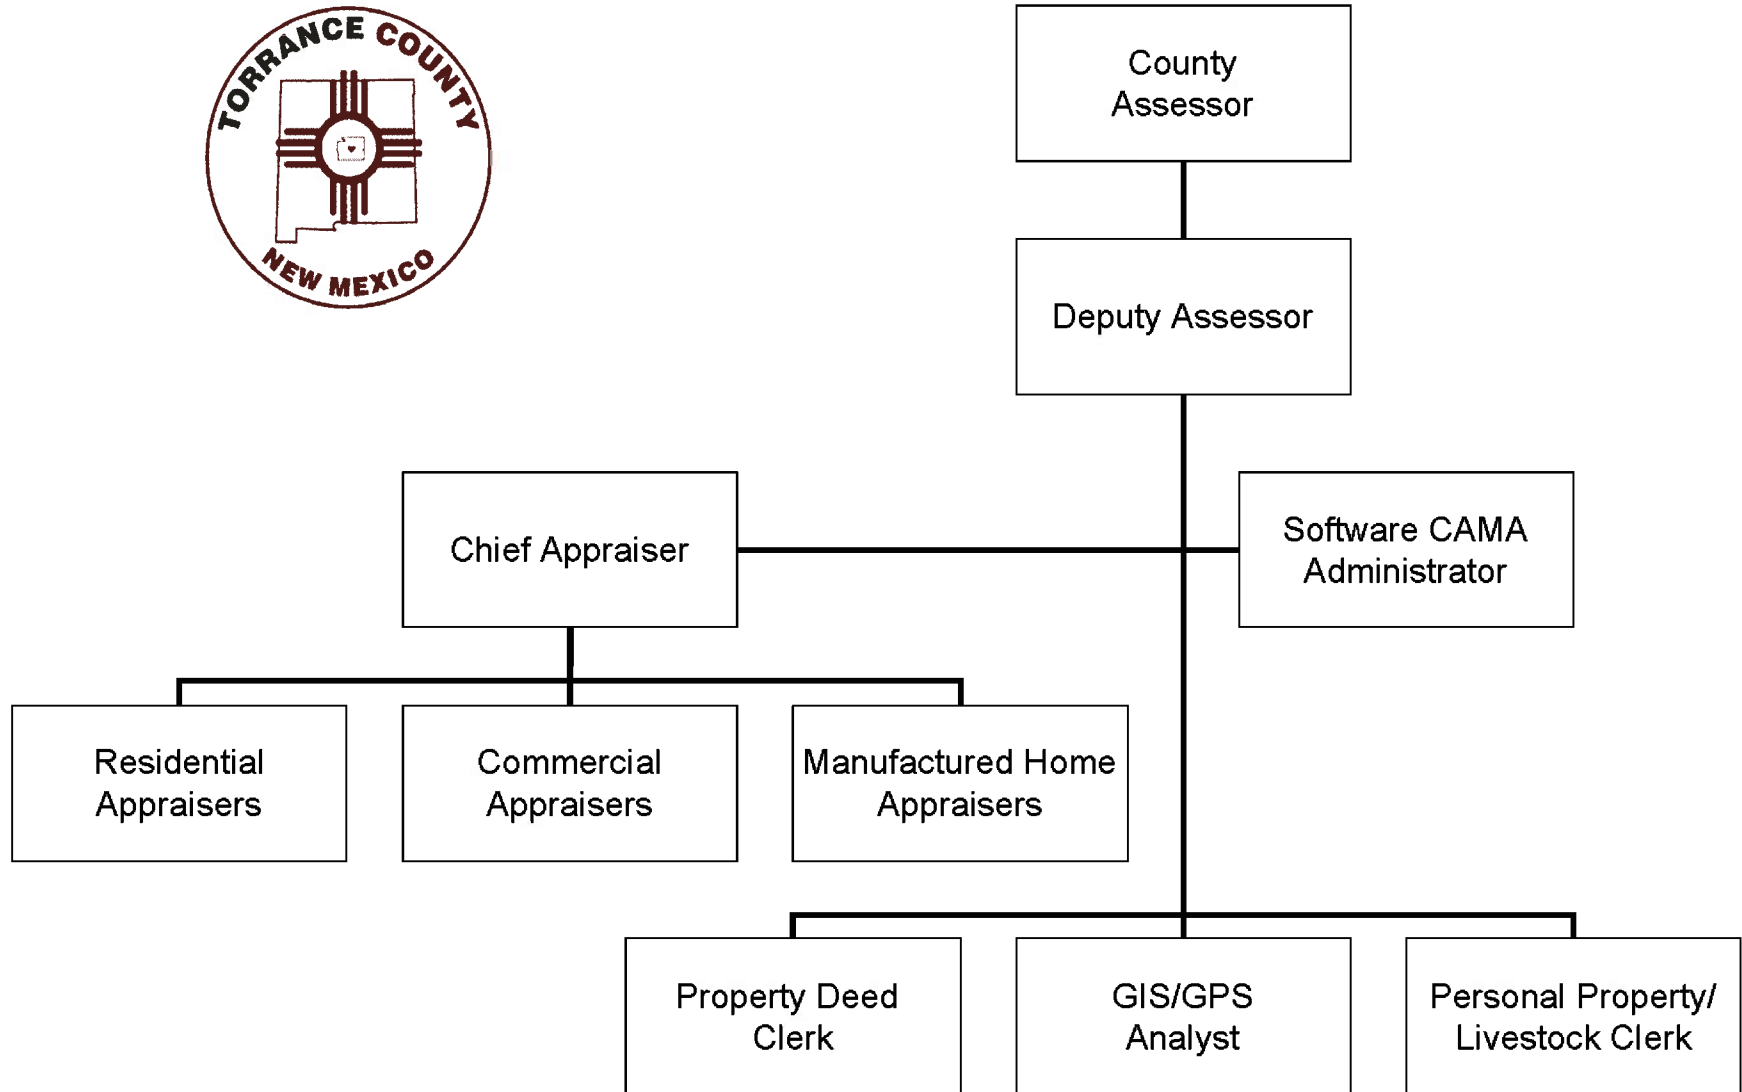 TORRANCE COUNTY
NEW MEXICO
County
Assessor
Deputy Assessor
Chief Appraiser
Software CAMA
Administrator
Residential
Appraisers
Commercial
Appraisers
Manufactured Home
Appraisers
Property Deed
Clerk
GIS/GPS
Analyst
Personal Property/
Livestock Clerk